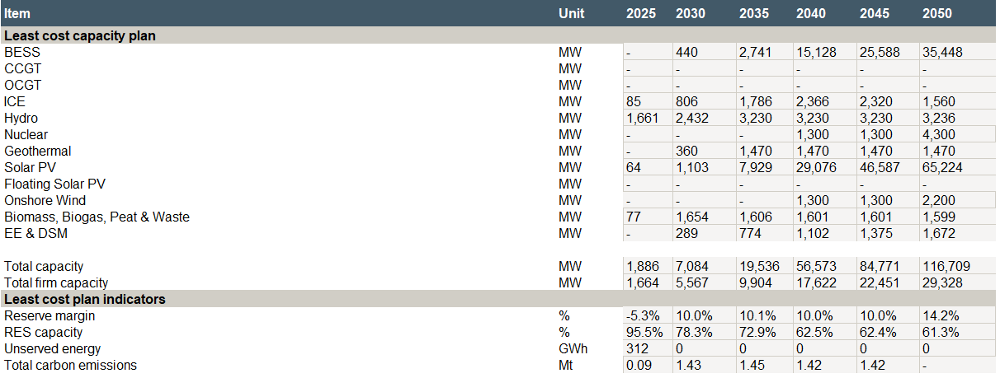 Item Unit 2025 2030 2035 2040 2045 2050
Least cost capacity plan
BESS MW - 440 2,741 15,128 25,588 35,448
CCGT MW - - - - - -
OCGT MW - - - - - -
ICE MW 85 806 1,786 2,366 2,320 1,560
Hydro MW 1,661 2,432 3,230 3,230 3,230 3,236
Nuclear MW - - - 1,300 1,300 4,300
Geothermal MW - 360 1,470 1,470 1,470 1,470
Solar PV MW 64 1,103 7,929 29,076 46,587 65,224
Floating Solar PV MW - - - - - -
Onshore Wind MW - - - 1,300 1,300 2,200
Biomass, Biogas, Peat & Waste MW 77 1,654 1,606 1,601 1,601 1,599
EE & DSM MW - 289 774 1,102 1,375 1,672
Total capacity MW 1,886 7,084 19,536 56,573 84,771 116,709
Total firm capacity MW 1,664 5,567 9,904 17,622 22,451 29,328
Least cost plan indicators
Reserve margin % -5.3% 10.0% 10.1% 10.0% 10.0% 14.2%
RES capacity % 95.5% 78.3% 72.9% 62.5% 62.4% 61.3%
Unserved energy GWh 312 0 0 0 0 0
Total carbon emissions Mt 0.09 1.43 1.45 1.42 1.42 -